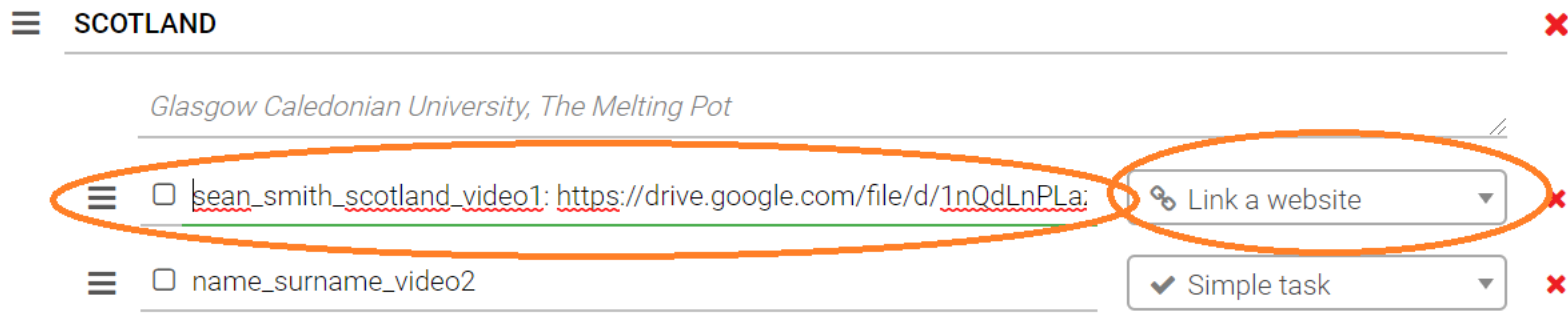 SCOTLAND
Glasgow Caledonian University, The Melting Pot
sean_smith_scotland_video1: https://drive.google.com/file/d/1nQdLnPLa
Link a website
name_surname_video2
Simple task